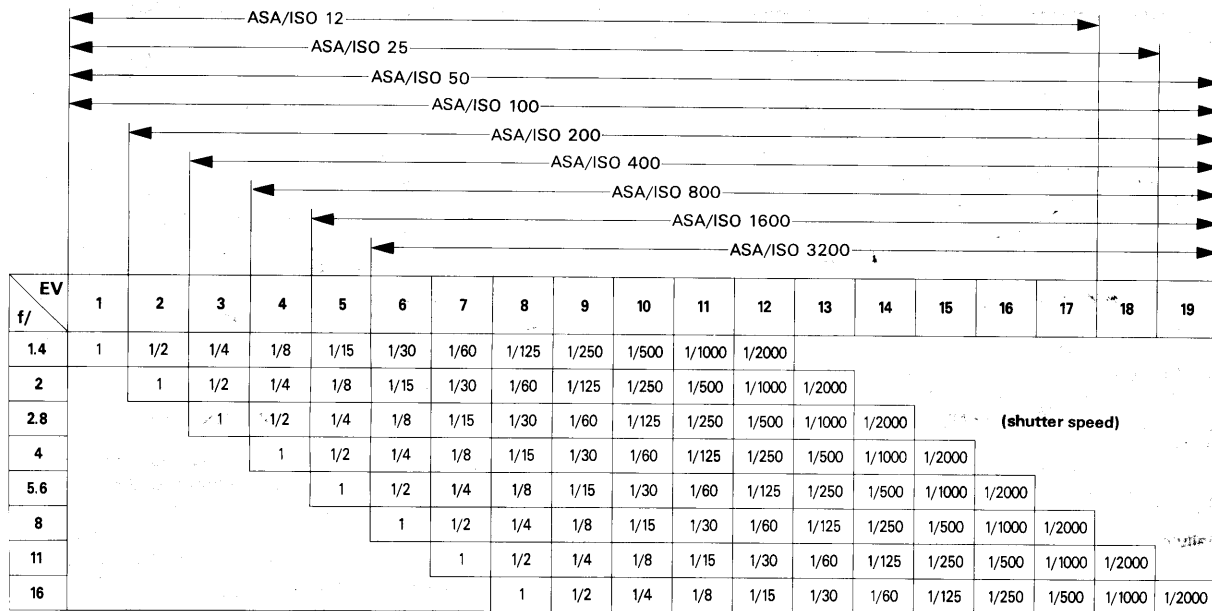 ASA/ISO 12
ASA/ISO 25
ASA/ISO 50
ASA/ISO 100
ASA/ISO 200
ASA/ISO 400
ASA/ISO 800
ASA/ISO 1600
ASA/ISO 3200
EV
f/ 1 2 3 4 5 6 7 8 9 10 11 12 13 14 15 16 17 18 19
1.4 1 1/2 1/4 1/8 1/15 1/30 1/60 1/125 1/250 1/500 1/1000 1/2000
2 1 1/2 1/4 1/8 1/15 1/30 1/60 1/125 1/250 1/500 1/1000 1/2000
2.8 1 1/2 1/4 1/8 1/15 1/30 1/60 1/125 1/250 1/500 1/1000 1/2000 (shutter speed)
4 1 1/2 1/4 1/8 1/15 1/30 1/60 1/125 1/250 1/500 1/1000 1/2000
5.6 1 1/2 1/4 1/8 1/15 1/30 1/60 1/125 1/250 1/500 1/1000 1/2000
8 1 1/2 1/4 1/8 1/15 1/30 1/60 1/125 1/250 1/500 1/1000 1/2000
11 1 1/2 1/4 1/8 1/15 1/30 1/60 1/125 1/250 1/500 1/1000 1/2000
16 1 1/2 1/4 1/8 1/15 1/30 1/60 1/125 1/250 1/500 1/1000 1/2000